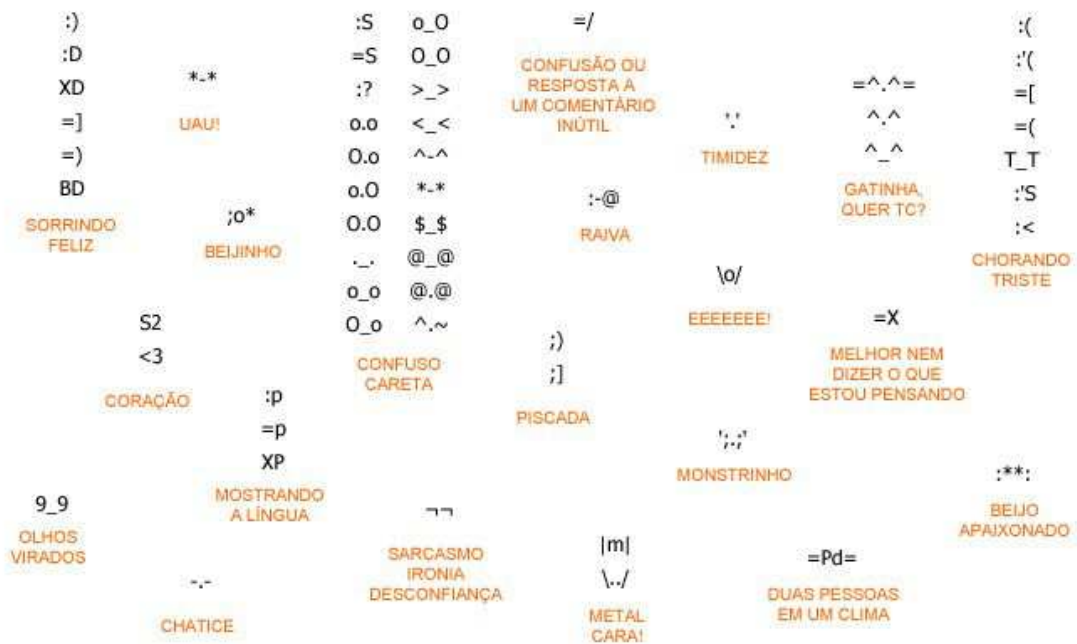 :)
:D
XD
=]
=)
BD
SORRINDO
FELIZ
*-*
UAU!
;o*
BEIJINHO
:S o_O
=S O_O
:? >_>
o.o <_<
O.o ^-^
o.O *-*
O.O $_$
._. @_@
o_o @.@
O_o ^.~
CONFUSO
CARETA
=/
CONFUSÃO OU
RESPOSTA A
UM COMENTÁRIO
INÚTIL
'.'
TIMIDEZ
=^.^=
^.^
^_^
GATINHA,
QUER TC?
:(
:'(
=[
=(
T_T
:'S
:<
CHORANDO
TRISTE
:-@
RAIVA
\o/
EEEEEEE!
S2
<3
CORAÇÃO
:p
=p
XP
MOSTRANDO
A LÍNGUA
;)
;]
PISCADA
=X
MELHOR NEM
DIZER O QUE
ESTOU PENSANDO
';.;'
MONSTRINHO
:**:
BEIJO
APAIXONADO
9_9
OLHOS
VIRADOS
-.-
CHATICE
¬¬
SARCASMO
IRONIA
DESCONFIANÇA
|m|
\../
METAL
CARA!
=Pd=
DUAS PESSOAS
EM UM CLIMA